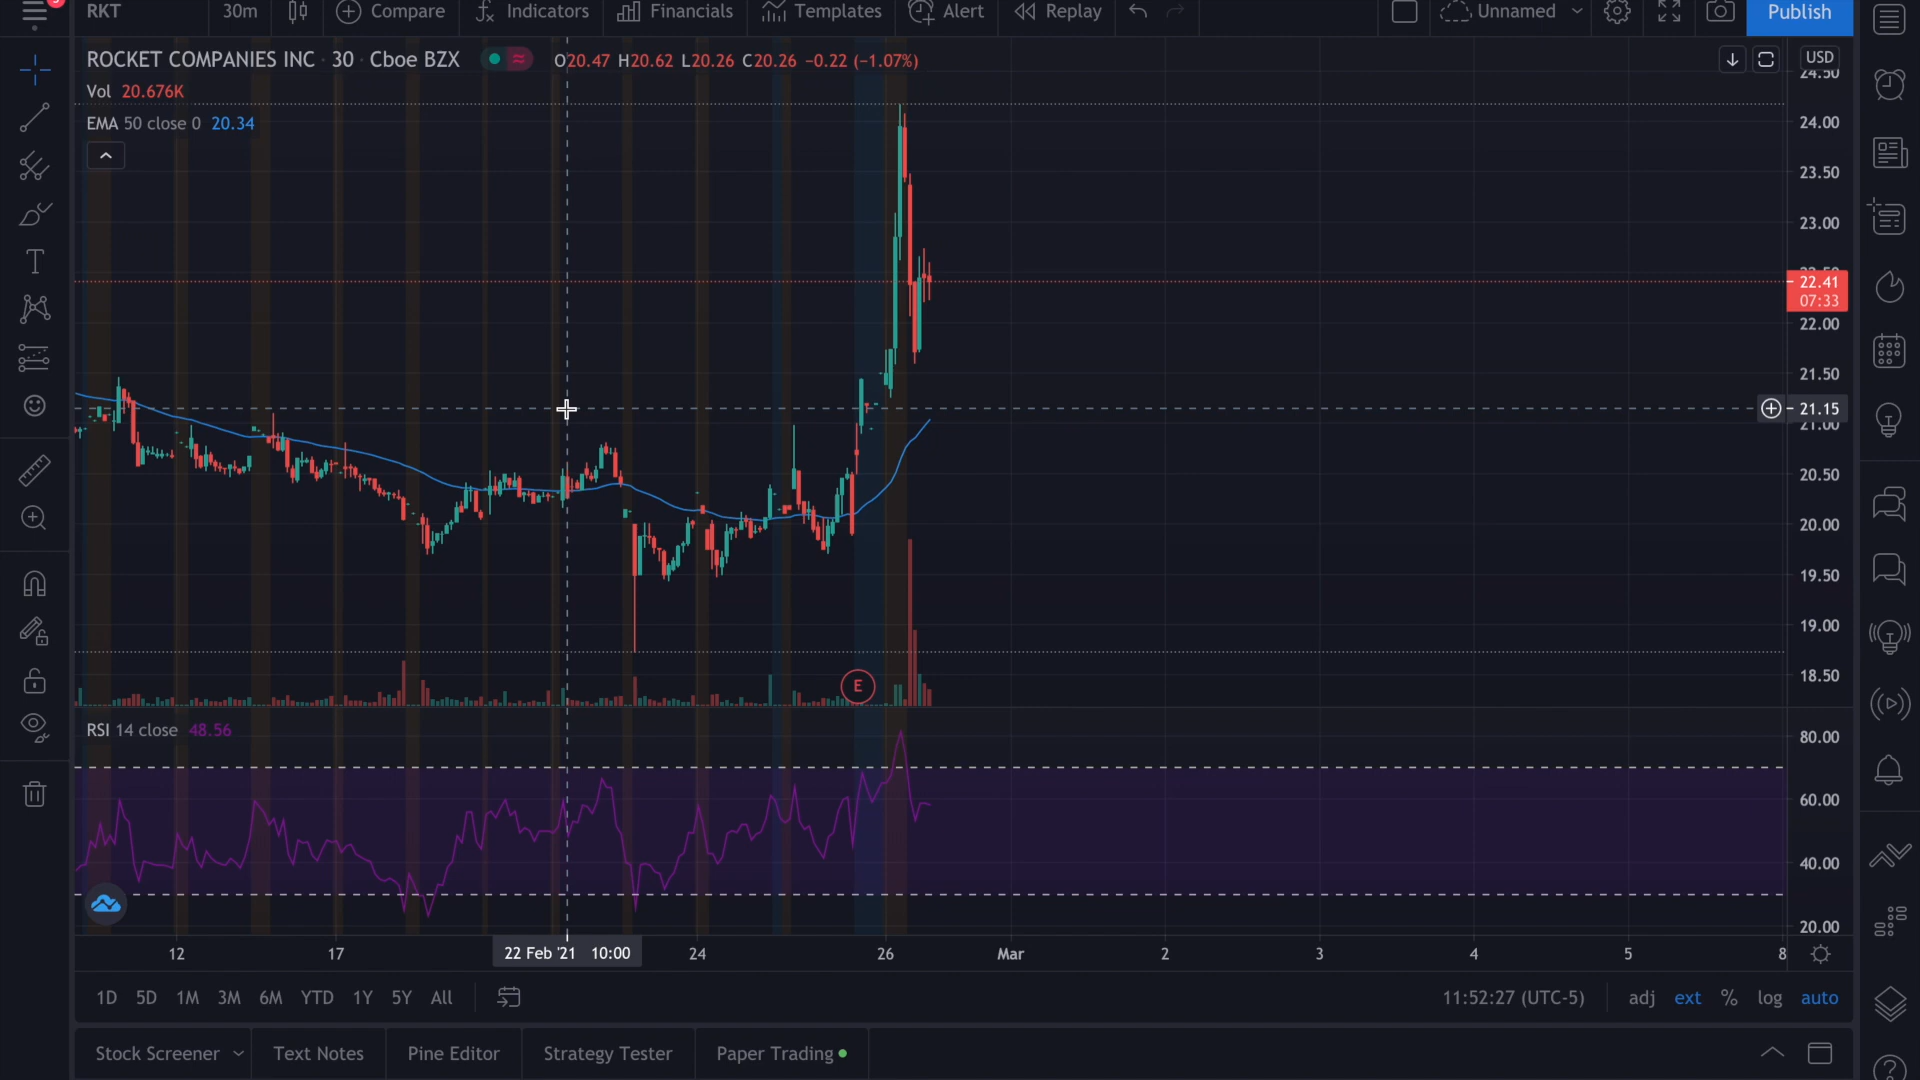 RKT 30m Compare Indicators Financials Templates Alert Replay Unnamed Publish
ROCKET COMPANIES INC · 30 · Cboe BZX O20.47 H20.62 L20.26 C20.26 −0.22 (−1.07%)
USD
Vol 20.676K
EMA 50 close 0 20.34
24.50
24.00
23.50
23.00
22.41
07:33
22.00
21.50
21.15
21.00
20.50
20.00
19.50
19.00
18.50
E
RSI 14 close 48.56
80.00
60.00
40.00
20.00
12 17 22 Feb '21 10:00 24 26 Mar 2 3 4 5 8
1D 5D 1M 3M 6M YTD 1Y 5Y All 11:52:27 (UTC-5) adj ext % log auto
Stock Screener Text Notes Pine Editor Strategy Tester Paper Trading